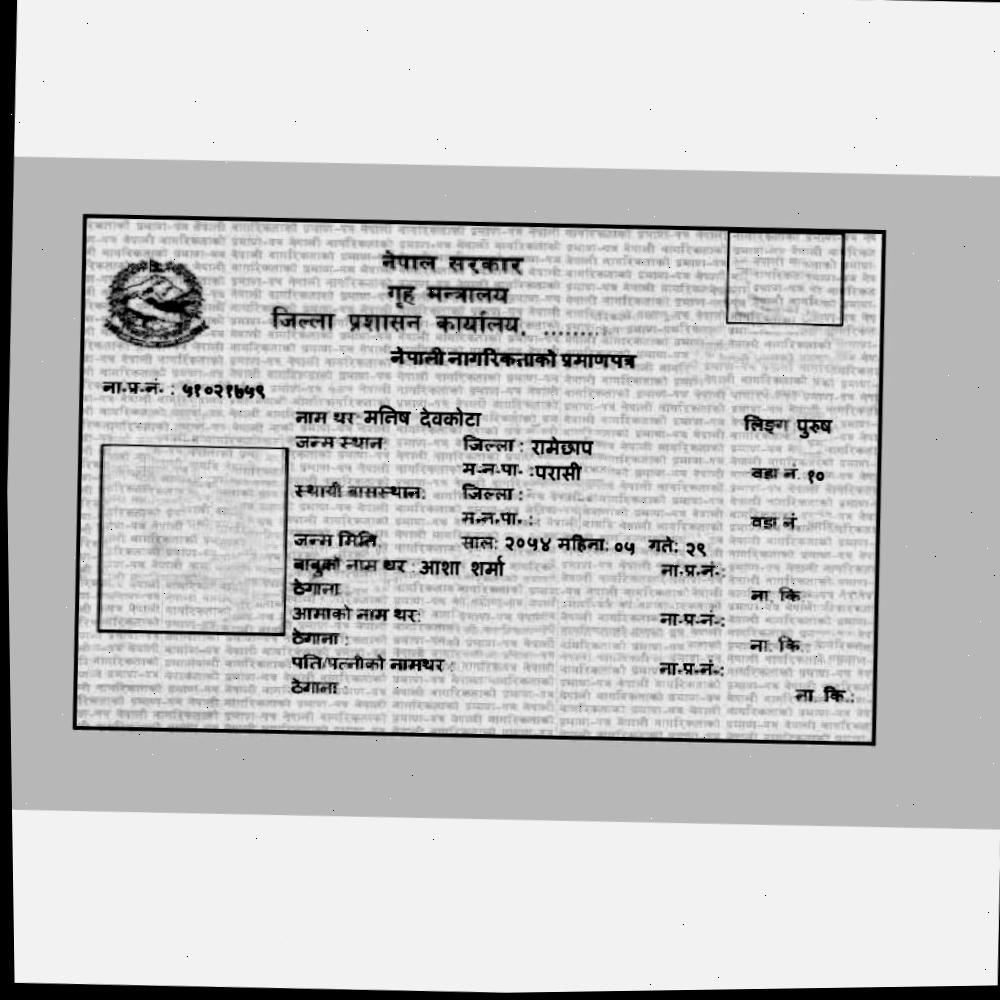 नेपाल सरकार
गृह मन्त्रालय
जिल्ला प्रशासन कार्यालय, ..........
नेपाली नागरिकताको प्रमाणपत्र
ना.प्र.नं. : ५१०२१७५९
नाम थर: मनिष देवकोटा लिङ्ग पुरुष
जन्म स्थान: जिल्ला : रामेछाप
म.न.पा. : परासी वडा नं. १०
स्थायी बासस्थान: जिल्ला :
म.न.पा. : वडा नं.
जन्म मिति: साल: २०५४ महिना: ०५ गते: २९
बाबुको नाम थर : आशा शर्मा ना.प्र.नं.:
ठेगाना ना. कि.:
आमाको नाम थर: ना.प्र.नं.:
ठेगाना : ना. कि.:
पति/पत्नीको नामथर : ना.प्र.नं.:
ठेगाना : ना. कि.: